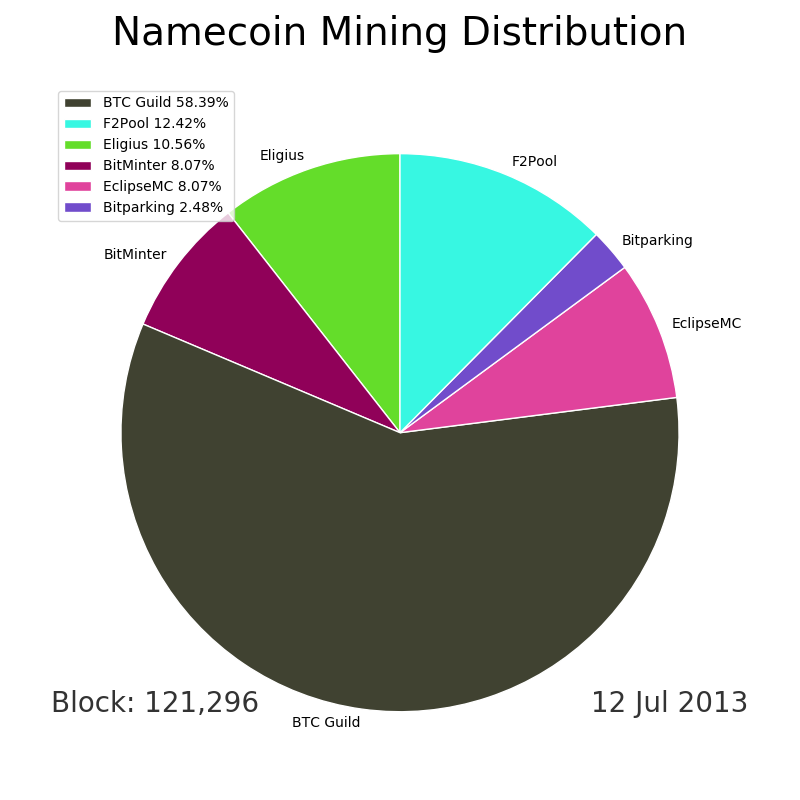 Namecoin Mining Distribution
BTC Guild 58.39%
F2Pool 12.42%
Eligius 10.56%
BitMinter 8.07%
EclipseMC 8.07%
Bitparking 2.48%
Eligius
F2Pool
Bitparking
BitMinter
EclipseMC
Block: 121,296
12 Jul 2013
BTC Guild